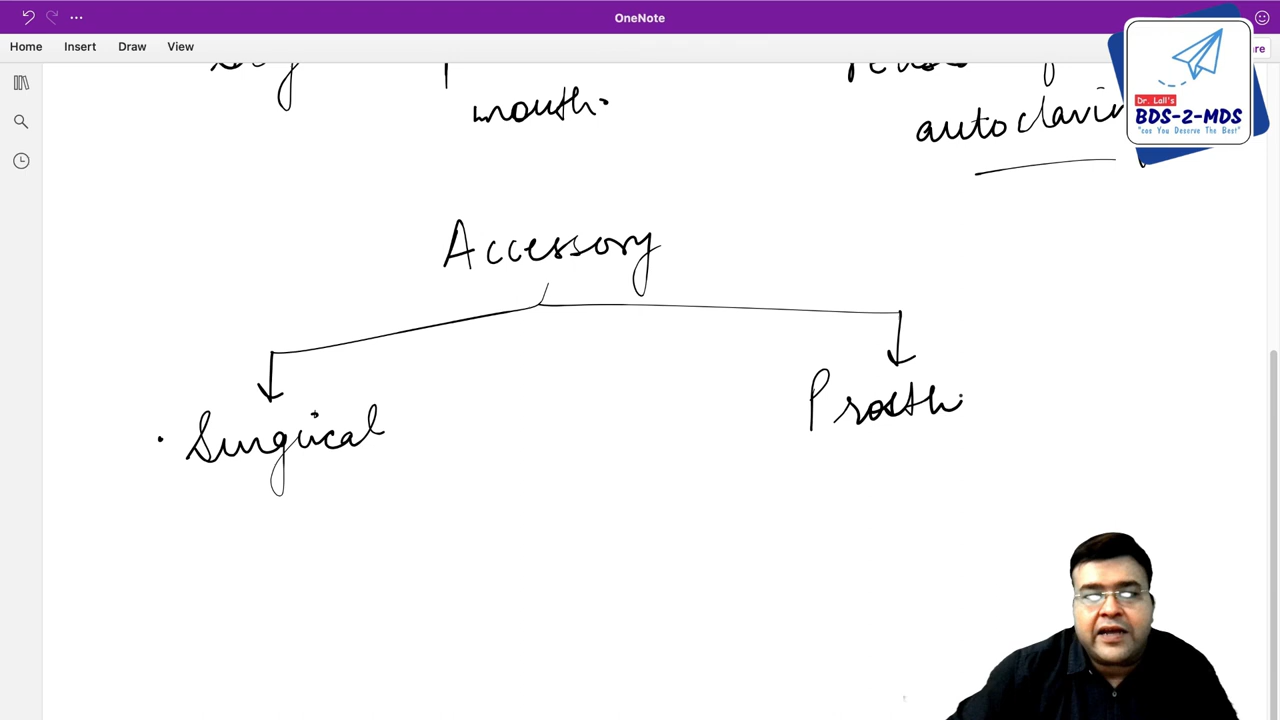 OneNote
Home Insert Draw View
mouth.
autoclavin
Dr. Lall's
BDS-2-MDS
"cos You Deserve The Best"
Accessory
Surgical
Prosth